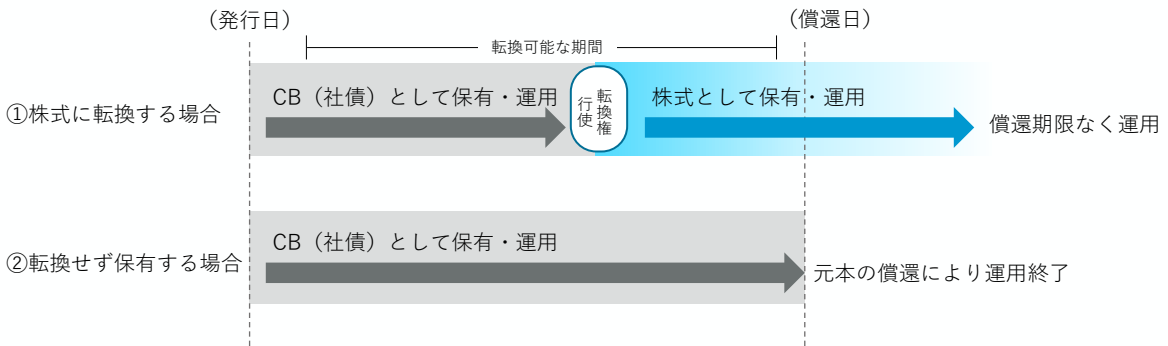 （発行日）
（償還日）
転換可能な期間
①株式に転換する場合
CB（社債）として保有・運用
転換権
行使
株式として保有・運用
償還期限なく運用
②転換せず保有する場合
CB（社債）として保有・運用
元本の償還により運用終了